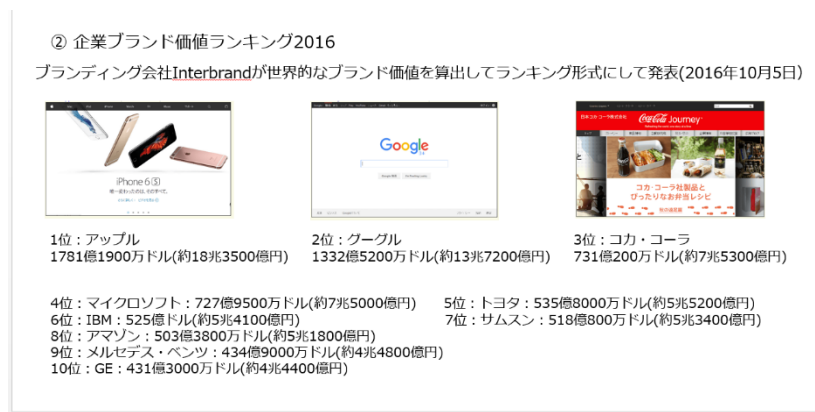 ② 企業ブランド価値ランキング2016
ブランディング会社Interbrandが世界的なブランド価値を算出してランキング形式にして発表(2016年10月5日)
iPhone 6s
唯一変わったのは、そのすべて。
Google
日本コカ·コーラ株式会社
Coca-Cola Journey
コカ·コーラ社製品と
ぴったりなお弁当レシピ
1位：アップル
1781億1900万ドル(約18兆3500億円)
2位：グーグル
1332億5200万ドル(約13兆7200億円)
3位：コカ・コーラ
731億200万ドル(約7兆5300億円)
4位：マイクロソフト：727億9500万ドル(約7兆5000億円)
5位：トヨタ：535億8000万ドル(約5兆5200億円)
6位：IBM：525億ドル(約5兆4100億円)
7位：サムスン：518億800万ドル(約5兆3400億円)
8位：アマゾン：503億3800万ドル(約5兆1800億円)
9位：メルセデス・ベンツ：434億9000万ドル(約4兆4800億円)
10位：GE：431億3000万ドル(約4兆4400億円)